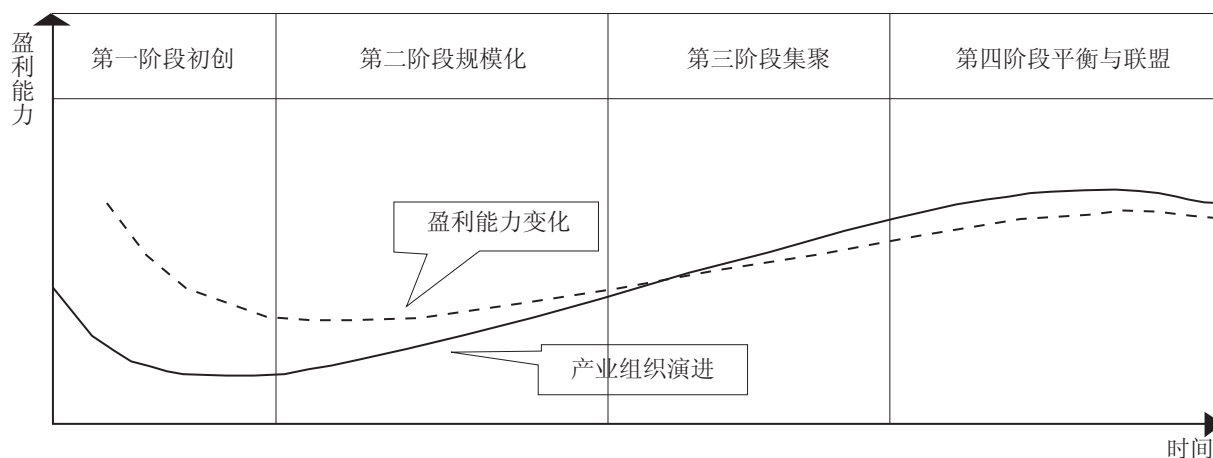 盈利能力
第一阶段初创
第二阶段规模化
第三阶段集聚
第四阶段平衡与联盟
盈利能力变化
产业组织演进
时间